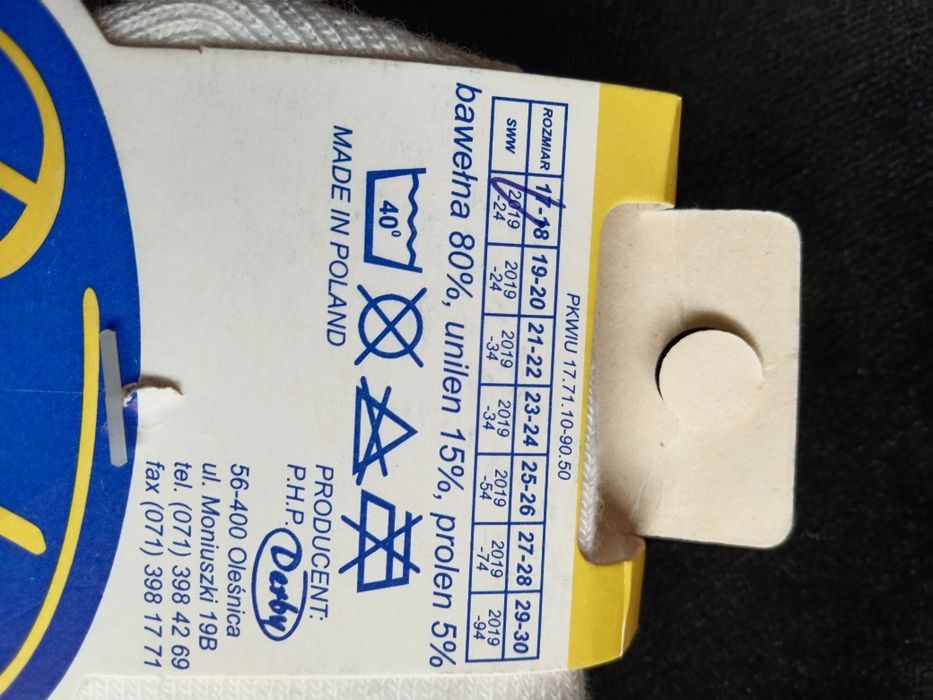 PKWIU 17.71.10-90.50
ROZMIAR 17-18 19-20 21-22 23-24 25-26 27-28 29-30
SWW 2019 2019 2019 2019 2019 2019 2019
-24 -24 -34 -34 -54 -74 -94
bawełna 80%, unilen 15%, prolen 5%
40°
MADE IN POLAND
PRODUCENT:
P.H.P. Derby
56-400 Oleśnica
ul. Moniuszki 19B
tel. (071) 398 42 69
fax (071) 398 17 71